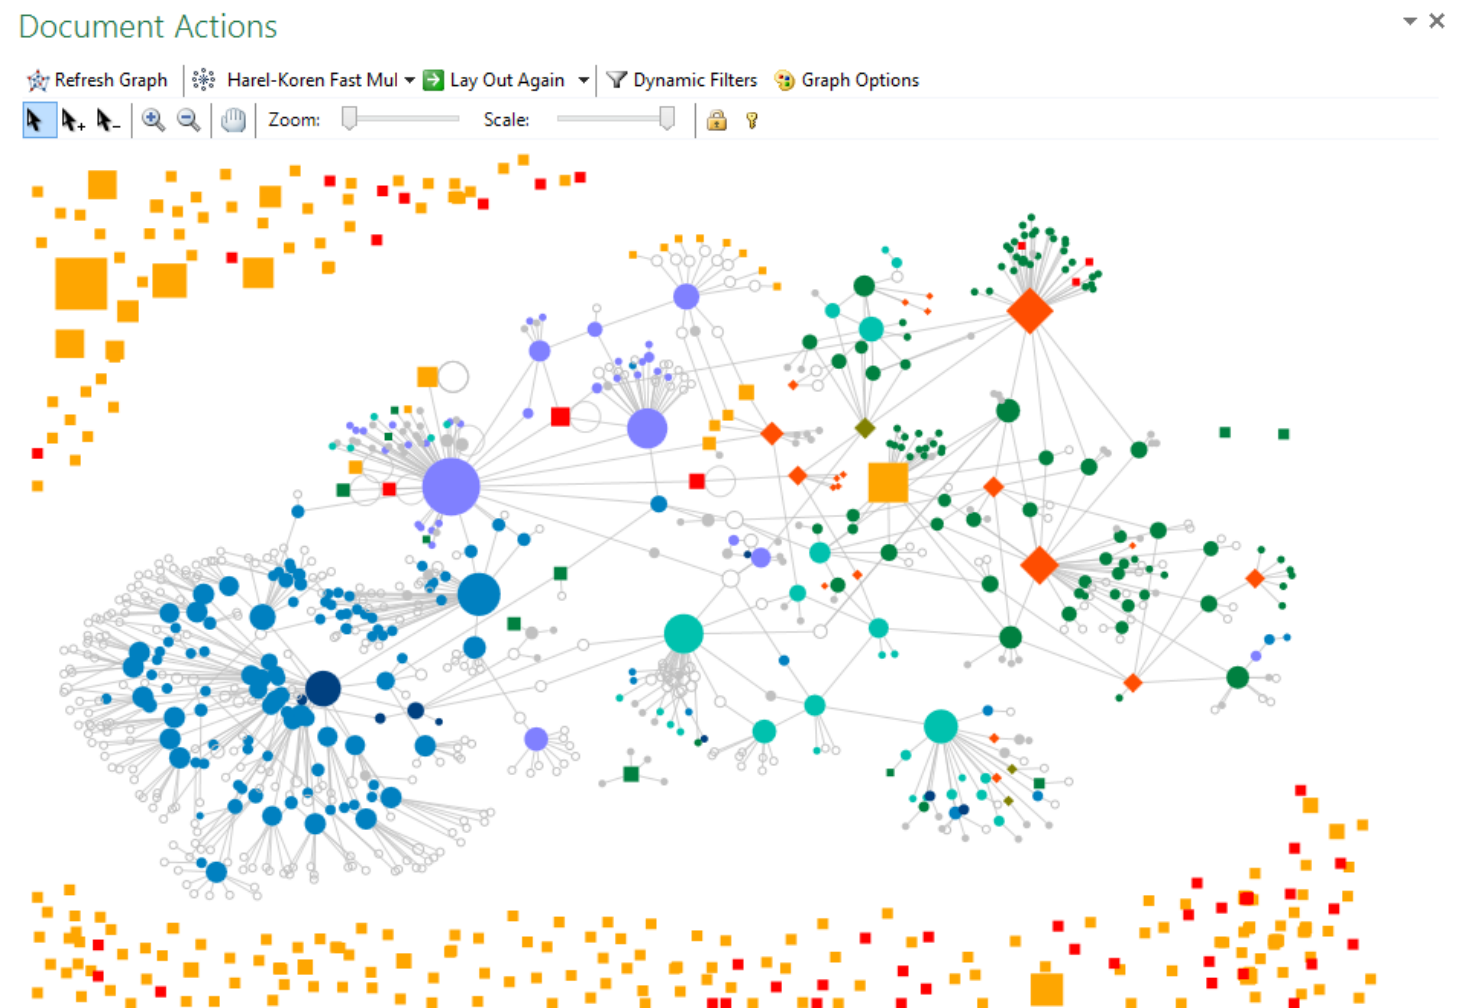 Document Actions
Refresh Graph Harel-Koren Fast Mul Lay Out Again Dynamic Filters Graph Options
Zoom: Scale: